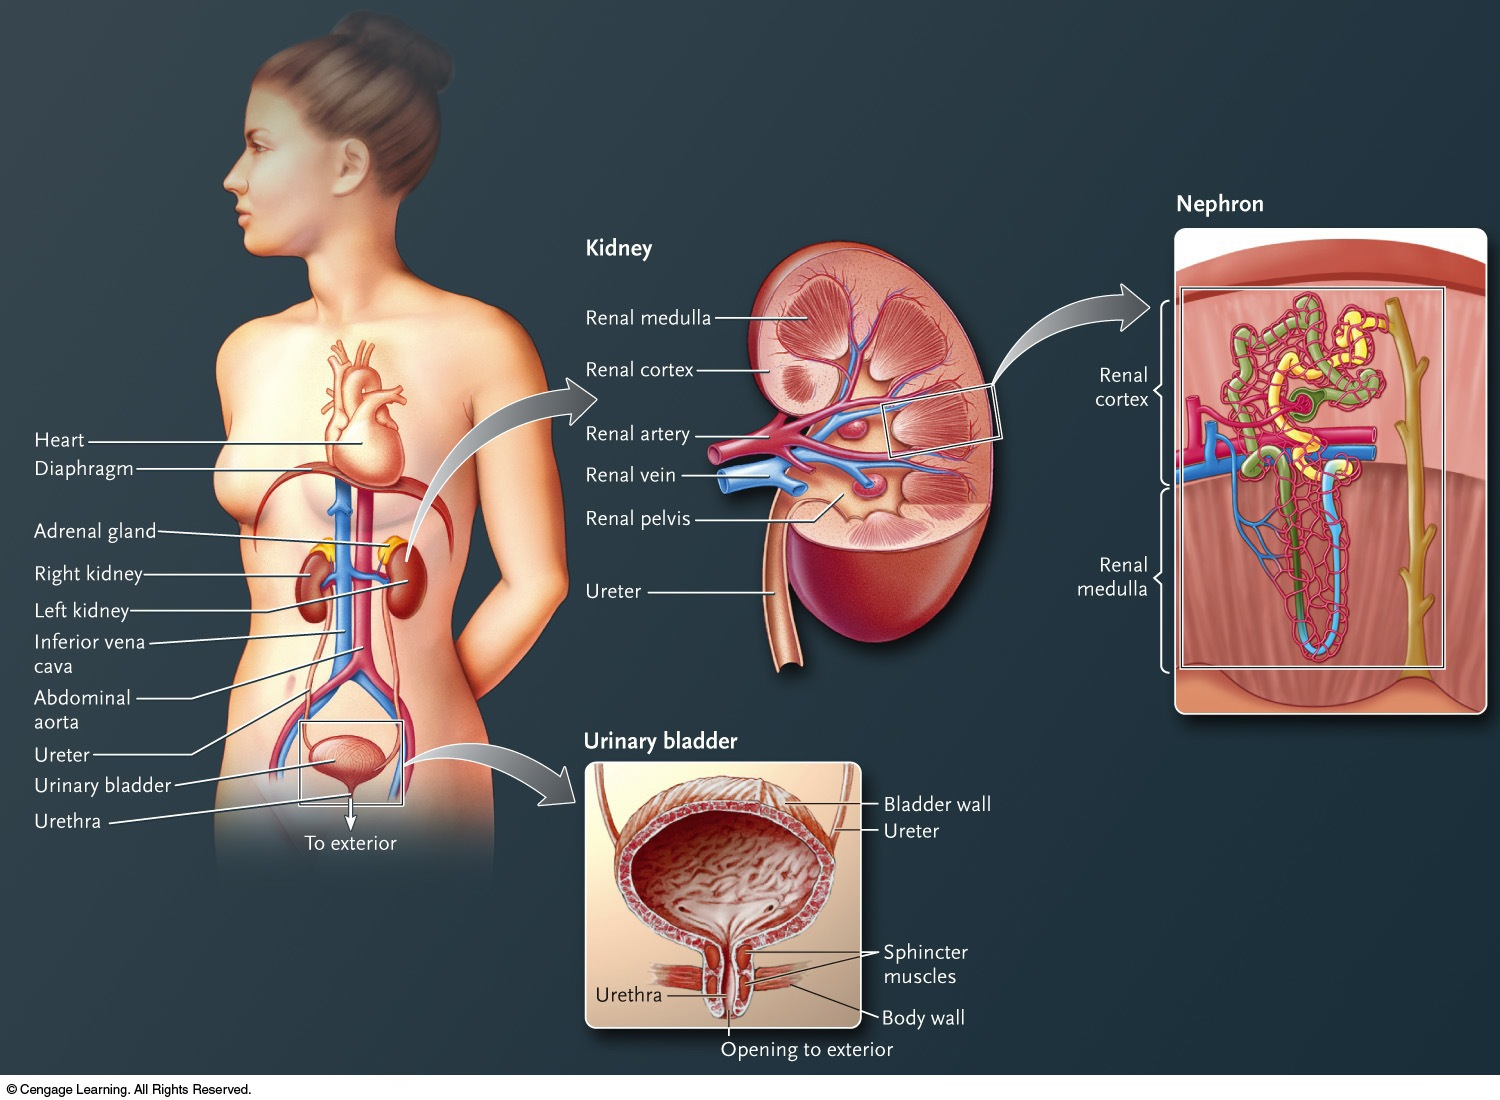 Nephron
Kidney
Renal medulla
Renal cortex
Renal artery
Renal vein
Renal pelvis
Ureter
Renal
cortex
Renal
medulla
Heart
Diaphragm
Adrenal gland
Right kidney
Left kidney
Inferior vena
cava
Abdominal
aorta
Ureter
Urinary bladder
Urethra
To exterior
Urinary bladder
Bladder wall
Ureter
Sphincter
muscles
Urethra
Body wall
Opening to exterior
© Cengage Learning. All Rights Reserved.